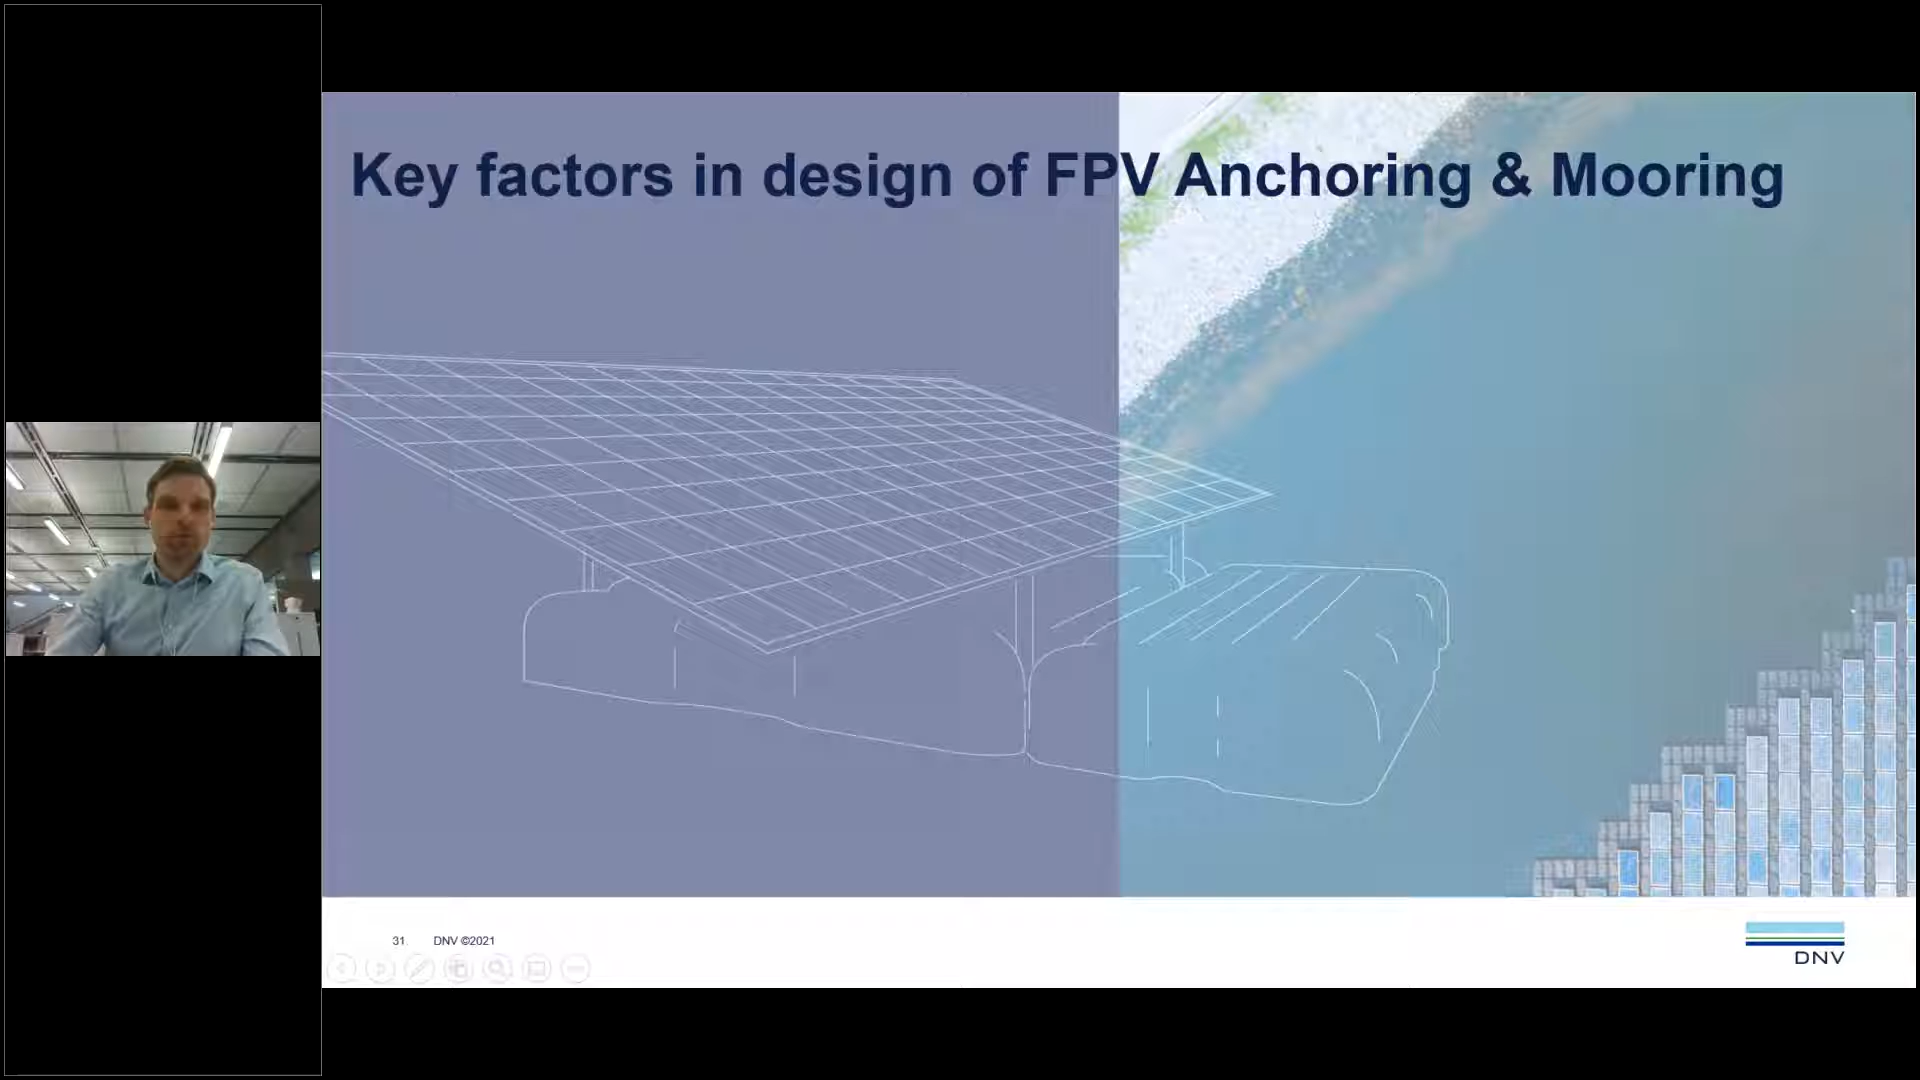 Key factors in design of FPV Anchoring & Mooring
31 DNV ©2021
DNV